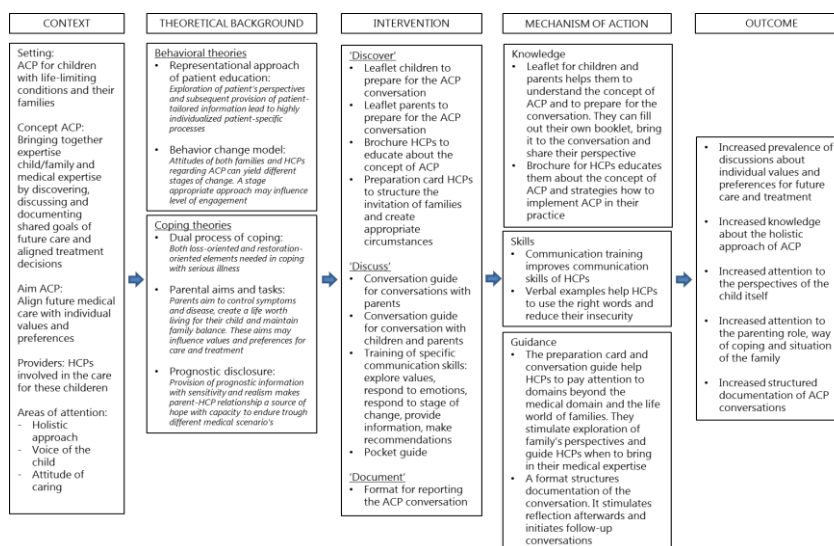 CONTEXT
Setting:
ACP for children
with life-limiting
conditions and their
families
Concept ACP:
Bringing together
expertise
child/family and
medical expertise
by discovering,
discussing and
documenting
shared goals of
future care and
aligned treatment
decisions
Aim ACP:
Align future medical
care with individual
values and
preferences
Providers: HCPs
involved in the care
for these childeren
Areas of attention:
- Holistic
approach
- Voice of the
child
- Attitude of
caring
THEORETICAL BACKGROUND
Behavioral theories
• Representational approach
of patient education:
Exploration of patient's perspectives
and subsequent provision of patient-
tailored information lead to highly
individualized patient-specific
processes
• Behavior change model:
Attitudes of both families and HCPs
regarding ACP can yield different
stages of change. A stage
appropriate approach may influence
level of engagement
Coping theories
• Dual process of coping:
Both loss-oriented and restoration-
oriented elements needed in coping
with serious illness
• Parental aims and tasks:
Parents aim to control symptoms
and disease, create a life worth
living for their child and maintain
family balance. These aims may
influence values and preferences for
care and treatment
• Prognostic disclosure:
Provision of prognostic information
with sensitivity and realism makes
parent-HCP relationship a source of
hope with capacity to endure trough
different medical scenario's
INTERVENTION
'Discover'
• Leaflet children to
prepare for the ACP
conversation
• Leaflet parents to
prepare for the ACP
conversation
• Brochure HCPs to
educate about the
concept of ACP
• Preparation card HCPs
to structure the
invitation of families
and create
appropriate
circumstances
'Discuss'
• Conversation guide
for conversations with
parents
• Conversation guide
for conversation with
children and parents
• Training of specific
communication skills:
explore values,
respond to emotions,
respond to stage of
change, provide
information, make
recommendations
• Pocket guide
'Document'
• Format for reporting
the ACP conversation
MECHANISM OF ACTION
Knowledge
• Leaflet for children and
parents helps them to
understand the concept
of ACP and to prepare for the
conversation. They can fill
out their own booklet, bring
it to the conversation and
share their perspective
• Brochure for HCPs educates
them about the concept of
ACP and strategies how to
implement ACP in their
practice
Skills
• Communication training
improves communication
skills of HCPs
• Verbal examples help HCPs
to use the right words and
reduce their insecurity
Guidance
• The preparation card and
conversation guide help
HCPs to pay attention to
domains beyond the
medical domain and the life
world of families. They
stimulate exploration of
family's perspectives and
guide HCPs when to bring
in their medical expertise
• A format structures
documentation of the
conversation. It stimulates
reflection afterwards and
initiates follow-up
conversations
OUTCOME
• Increased prevalence of
discussions about
individual values and
preferences for future
care and treatment
• Increased knowledge
about the holistic
approach of ACP
• Increased attention to
the perspectives of the
child itself
• Increased attention to
the parenting role, way
of coping and situation
of the family
• Increased structured
documentation of ACP
conversations